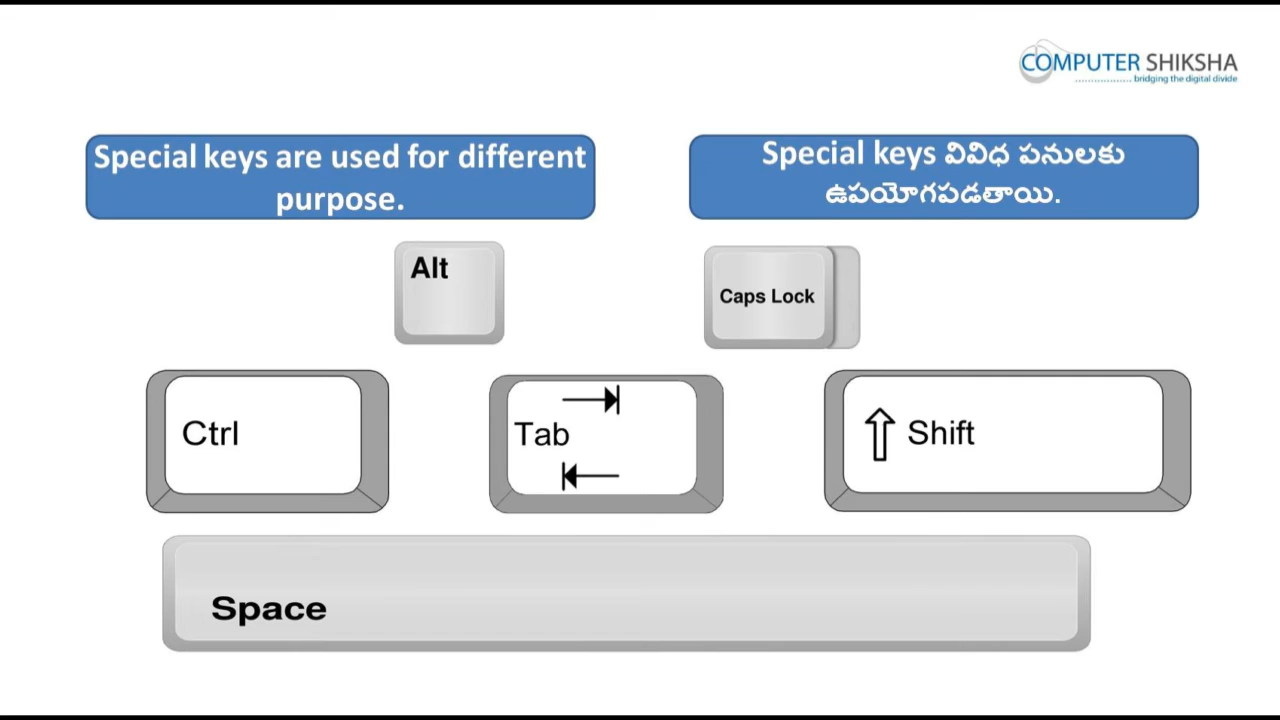 COMPUTER SHIKSHA
bridging the digital divide
Special keys are used for different
purpose.
Special keys వివిధ పనులకు
ఉపయోగపడతాయి.
Alt
Caps Lock
Ctrl
Tab
Shift
Space